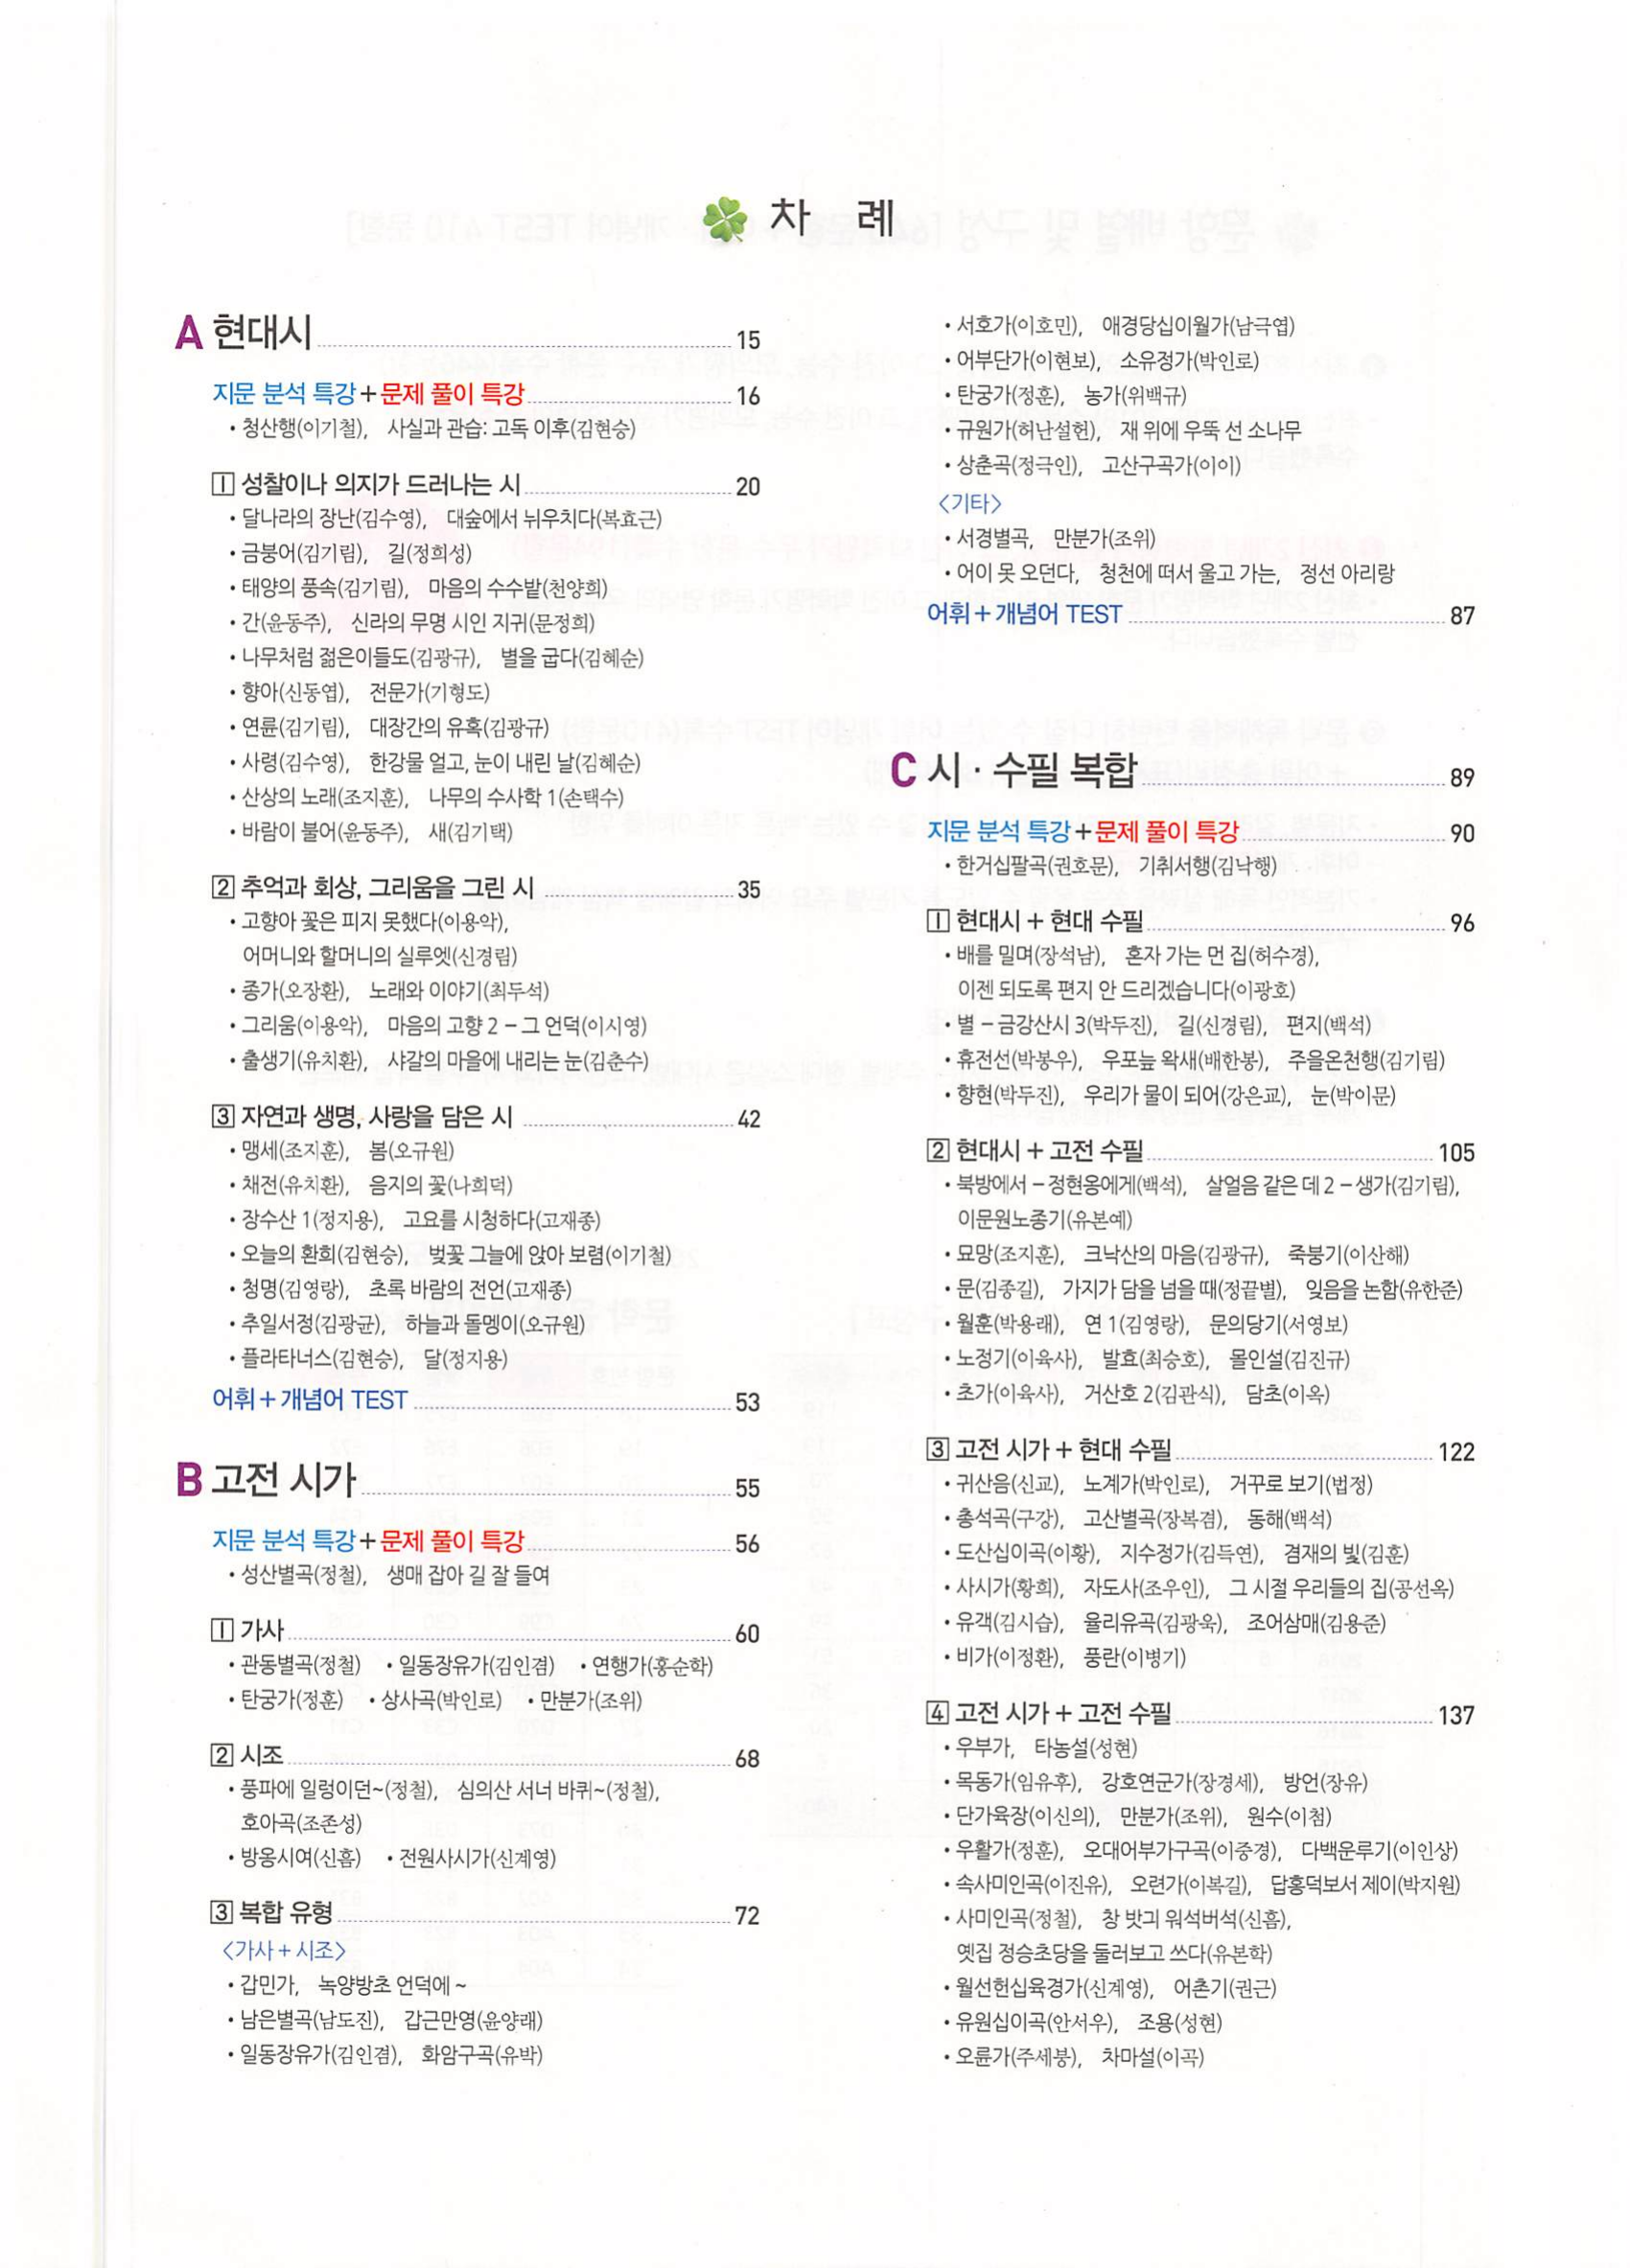 차 례
A 현대시 15
지문 분석 특강+문제 풀이 특강 16
• 청산행(이기철), 사실과 관습: 고독 이후(김현승)
1 성찰이나 의지가 드러나는 시 20
• 달나라의 장난(김수영), 대숲에서 뉘우치다(복효근)
• 금붕어(김기림), 길(정희성)
• 태양의 풍속(김기림), 마음의 수수밭(천양희)
• 간(윤동주), 신라의 무명 시인 지귀(문정희)
• 나무처럼 젊은이들도(김광규), 별을 굽다(김혜순)
• 향아(신동엽), 전문가(기형도)
• 연륜(김기림), 대장간의 유혹(김광규)
• 사령(김수영), 한강물 얼고, 눈이 내린 날(김혜순)
• 산상의 노래(조지훈), 나무의 수사학 1(손택수)
• 바람이 불어(윤동주), 새(김기택)
2 추억과 회상, 그리움을 그린 시 35
• 고향아 꽃은 피지 못했다(이용악),
어머니와 할머니의 실루엣(신경림)
• 종가(오장환), 노래와 이야기(최두석)
• 그리움(이용악), 마음의 고향 2 – 그 언덕(이시영)
• 출생기(유치환), 샤갈의 마을에 내리는 눈(김춘수)
3 자연과 생명, 사랑을 담은 시 42
• 맹세(조지훈), 봄(오규원)
• 채전(유치환), 음지의 꽃(나희덕)
• 장수산 1(정지용), 고요를 시청하다(고재종)
• 오늘의 환희(김현승), 벚꽃 그늘에 앉아 보렴(이기철)
• 청명(김영랑), 초록 바람의 전언(고재종)
• 추일서정(김광균), 하늘과 돌멩이(오규원)
• 플라타너스(김현승), 달(정지용)
어휘+개념어 TEST 53
B 고전 시가 55
지문 분석 특강+문제 풀이 특강 56
• 성산별곡(정철), 생매 잡아 길 잘 들여
1 가사 60
• 관동별곡(정철) • 일동장유가(김인겸) • 연행가(홍순학)
• 탄궁가(정훈) • 상사곡(박인로) • 만분가(조위)
2 시조 68
• 풍파에 일렁이던~(정철), 심의산 서너 바퀴~(정철),
호아곡(조존성)
• 방옹시여(신흠) • 전원사시가(신계영)
3 복합 유형 72
<가사+시조>
• 갑민가, 녹양방초 언덕에 ~
• 남은별곡(남도진), 갑근만영(윤양래)
• 일동장유가(김인겸), 화암구곡(유박)
• 서호가(이호민), 애경당십이월가(남극엽)
• 어부단가(이현보), 소유정가(박인로)
• 탄궁가(정훈), 농가(위백규)
• 규원가(허난설헌), 재 위에 우뚝 선 소나무
• 상춘곡(정극인), 고산구곡가(이이)
<기타>
• 서경별곡, 만분가(조위)
• 어이 못 오던다, 청천에 떠서 울고 가는, 정선 아리랑
어휘+개념어 TEST 87
C 시·수필 복합 89
지문 분석 특강+문제 풀이 특강 90
• 한거십팔곡(권호문), 기취서행(김낙행)
1 현대시 + 현대 수필 96
• 배를 밀며(장석남), 혼자 가는 먼 집(허수경),
이젠 되도록 편지 안 드리겠습니다(이광호)
• 별 – 금강산시 3(박두진), 길(신경림), 편지(백석)
• 휴전선(박봉우), 우포늪 왁새(배한봉), 주을온천행(김기림)
• 향현(박두진), 우리가 물이 되어(강은교), 눈(박이문)
2 현대시 + 고전 수필 105
• 북방에서 – 정현웅에게(백석), 살얼음 같은 데 2 – 생가(김기림),
이문원노종기(유본예)
• 묘망(조지훈), 크낙산의 마음(김광규), 죽붕기(이산해)
• 문(김종길), 가지가 담을 넘을 때(정끝별), 잊음을 논함(유한준)
• 월훈(박용래), 연 1(김영랑), 문의당기(서영보)
• 노정기(이육사), 발효(최승호), 몰인설(김진규)
• 초가(이육사), 거산호 2(김관식), 담초(이옥)
3 고전 시가 + 현대 수필 122
• 귀산음(신교), 노계가(박인로), 거꾸로 보기(법정)
• 총석곡(구강), 고산별곡(장복겸), 동해(백석)
• 도산십이곡(이황), 지수정가(김득연), 겸재의 빛(김훈)
• 사시가(황희), 자도사(조우인), 그 시절 우리들의 집(공선옥)
• 유객(김시습), 율리유곡(김광욱), 조어삼매(김용준)
• 비가(이정환), 풍란(이병기)
4 고전 시가 + 고전 수필 137
• 우부가, 타농설(성현)
• 목동가(임유후), 강호연군가(장경세), 방언(장유)
• 단가육장(이신의), 만분가(조위), 원수(이첨)
• 우활가(정훈), 오대어부가구곡(이중경), 다백운루기(이인상)
• 속사미인곡(이진유), 오련가(이복길), 답홍덕보서 제이(박지원)
• 사미인곡(정철), 창 밧긔 워석버석(신흠),
옛집 정승초당을 둘러보고 쓰다(유본학)
• 월선헌십육경가(신계영), 어촌기(권근)
• 유원십이곡(안서우), 조용(성현)
• 오륜가(주세붕), 차마설(이곡)